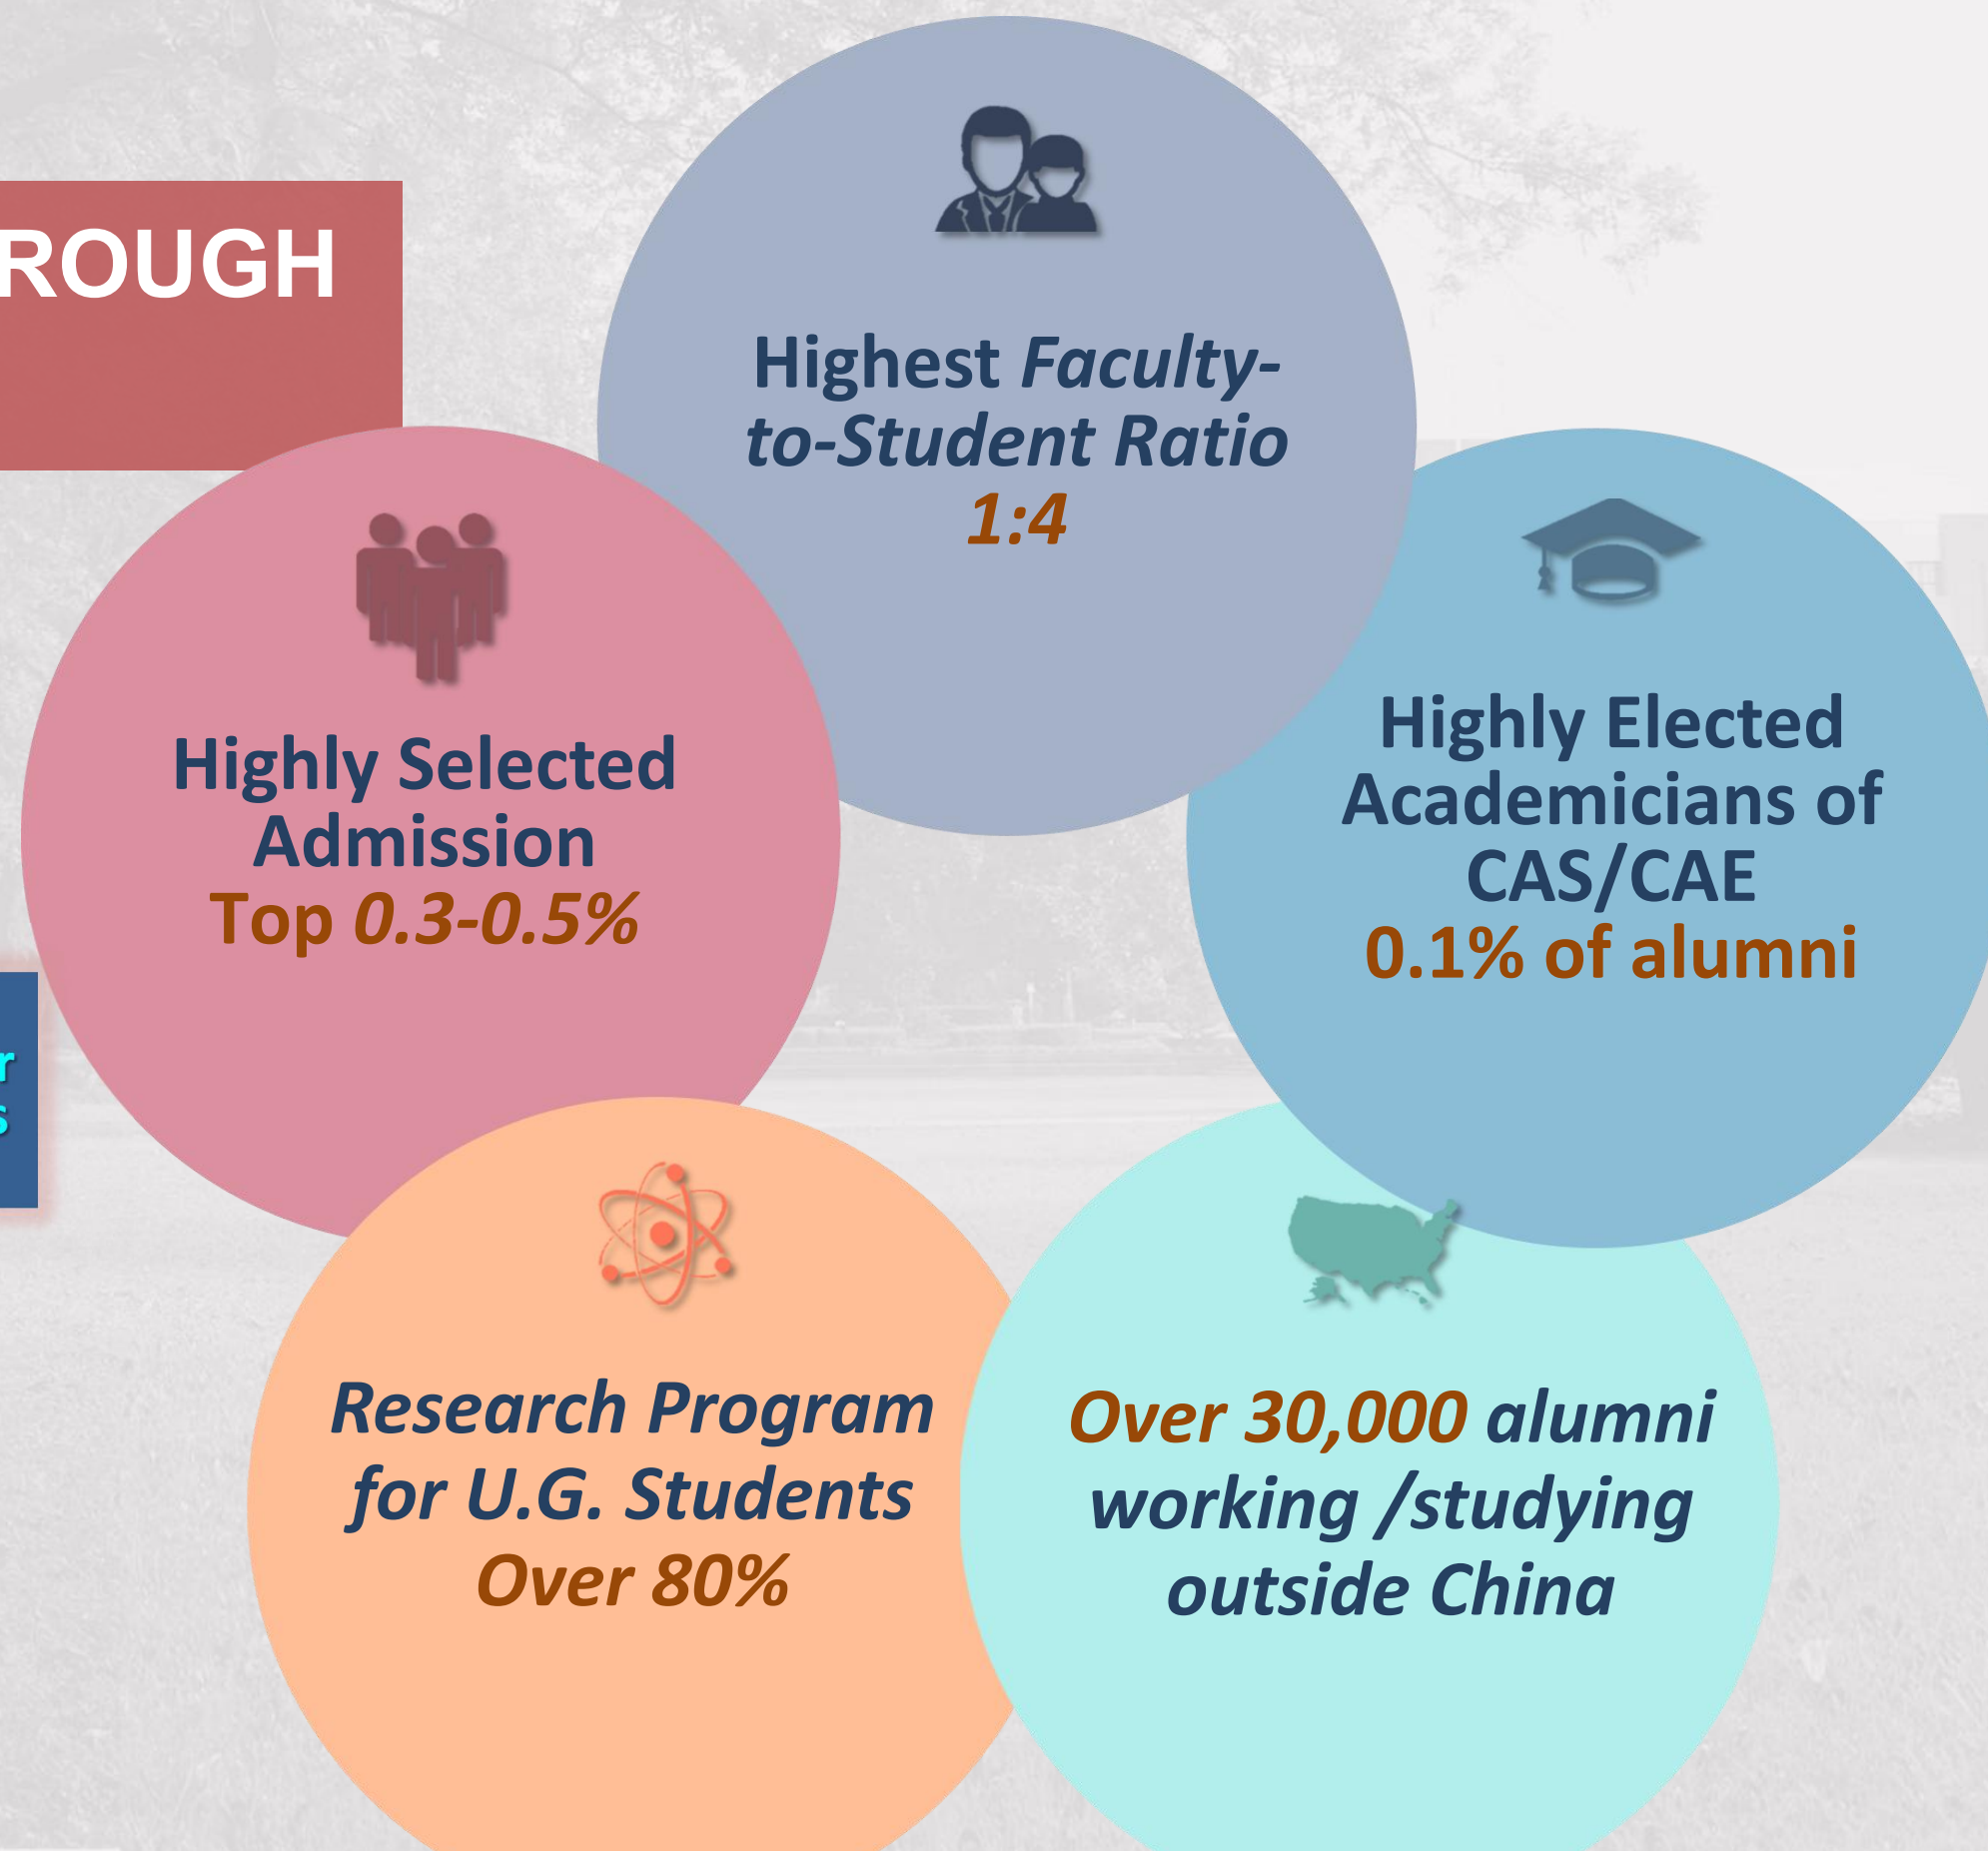 ROUGH
Highest Faculty-
to-Student Ratio
1:4
Highly Selected
Admission
Top 0.3-0.5%
Highly Elected
Academicians of
CAS/CAE
0.1% of alumni
r
s
Research Program
for U.G. Students
Over 80%
Over 30,000 alumni
working /studying
outside China